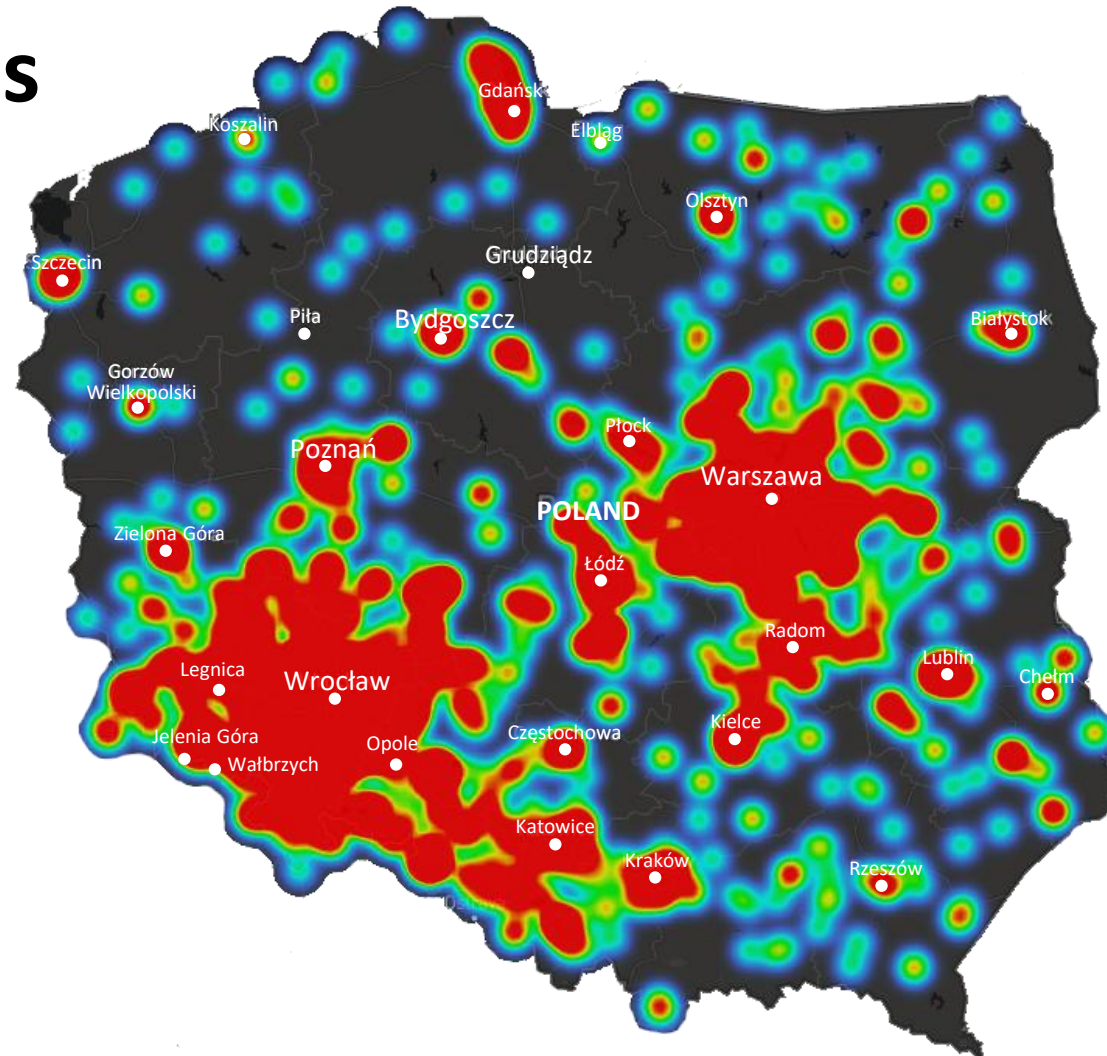 s
Gdańsk
Koszalin
Elbląg
Olsztyn
Grudziądz
Szczecin
Piła
Bydgoszcz
Białystok
Gorzów
Wielkopolski
Płock
Poznań
Warszawa
POLAND
Zielona Góra
Łódź
Radom
Legnica
Wrocław
Lublin
Chełm
Jelenia Góra
Opole
Częstochowa
Kielce
Wałbrzych
Katowice
Kraków
Rzeszów
Ostrava